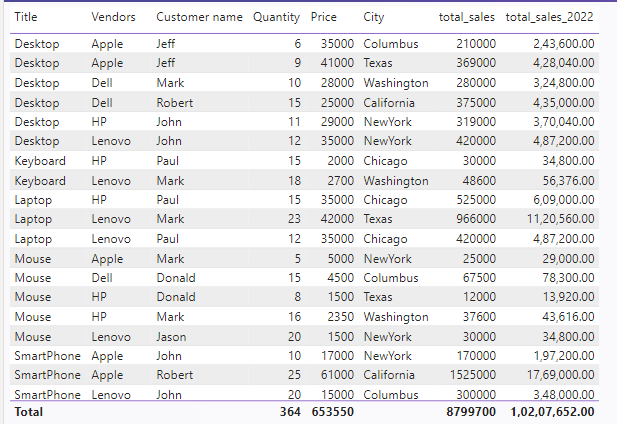 Title Vendors Customer name Quantity Price City total_sales total_sales_2022
Desktop Apple Jeff 6 35000 Columbus 210000 2,43,600.00
Desktop Apple Jeff 9 41000 Texas 369000 4,28,040.00
Desktop Dell Mark 10 28000 Washington 280000 3,24,800.00
Desktop Dell Robert 15 25000 California 375000 4,35,000.00
Desktop HP John 11 29000 NewYork 319000 3,70,040.00
Desktop Lenovo John 12 35000 NewYork 420000 4,87,200.00
Keyboard HP Paul 15 2000 Chicago 30000 34,800.00
Keyboard Lenovo Mark 18 2700 Washington 48600 56,376.00
Laptop HP Paul 15 35000 Chicago 525000 6,09,000.00
Laptop Lenovo Mark 23 42000 Texas 966000 11,20,560.00
Laptop Lenovo Paul 12 35000 Chicago 420000 4,87,200.00
Mouse Apple Mark 5 5000 NewYork 25000 29,000.00
Mouse Dell Donald 15 4500 Columbus 67500 78,300.00
Mouse HP Donald 8 1500 Texas 12000 13,920.00
Mouse HP Mark 16 2350 Washington 37600 43,616.00
Mouse Lenovo Jason 20 1500 NewYork 30000 34,800.00
SmartPhone Apple John 10 17000 NewYork 170000 1,97,200.00
SmartPhone Apple Robert 25 61000 California 1525000 17,69,000.00
SmartPhone Lenovo John 20 15000 Columbus 300000 3,48,000.00
Total 364 653550 8799700 1,02,07,652.00